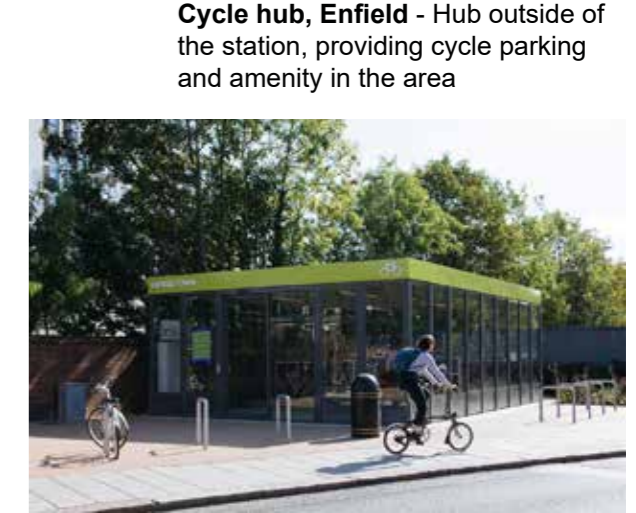 Cycle hub, Enfield - Hub outside of
the station, providing cycle parking
and amenity in the area